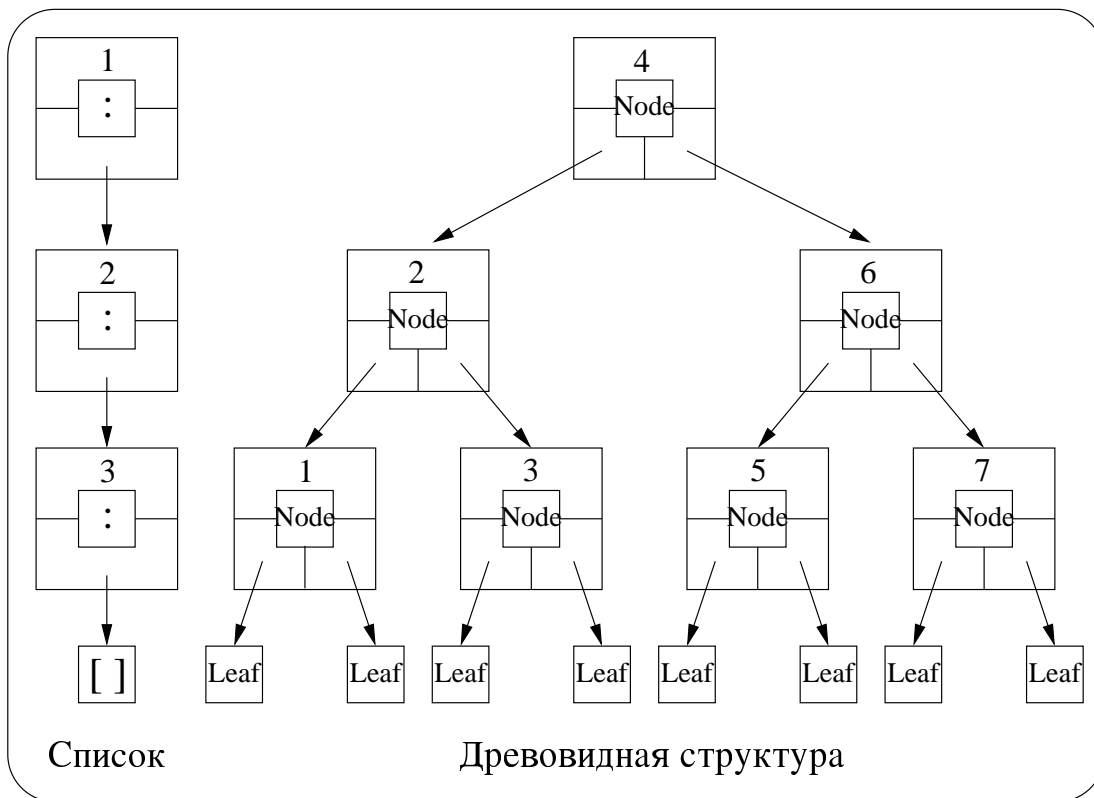 1
:
2
:
3
:
[ ]
Список
4
Node
2
Node
6
Node
1
Node
3
Node
5
Node
7
Node
Leaf
Leaf
Leaf
Leaf
Leaf
Leaf
Leaf
Leaf
Древовидная структура